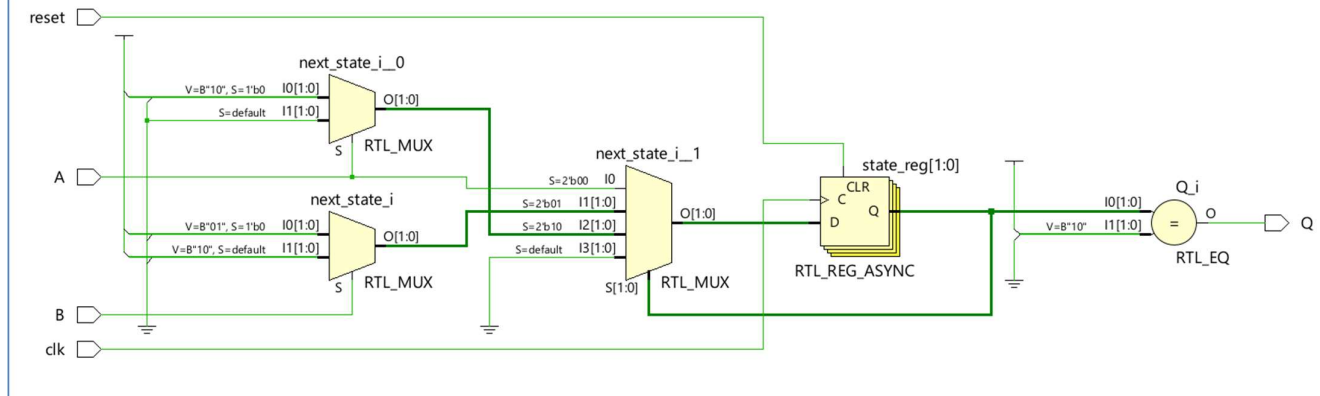 reset
next_state_i__0
V=B"10", S=1'b0 I0[1:0]
S=default I1[1:0]
O[1:0]
S
RTL_MUX
A
next_state_i
V=B"01", S=1'b0 I0[1:0]
V=B"10", S=default I1[1:0]
O[1:0]
S
RTL_MUX
B
clk
next_state_i__1
S=2'b00 I0
S=2'b01 I1[1:0]
S=2'b10 I2[1:0]
S=default I3[1:0]
O[1:0]
S[1:0]
RTL_MUX
state_reg[1:0]
CLR
C
Q
D
RTL_REG_ASYNC
Q_i
I0[1:0]
V=B"10" I1[1:0]
=
O
RTL_EQ
Q